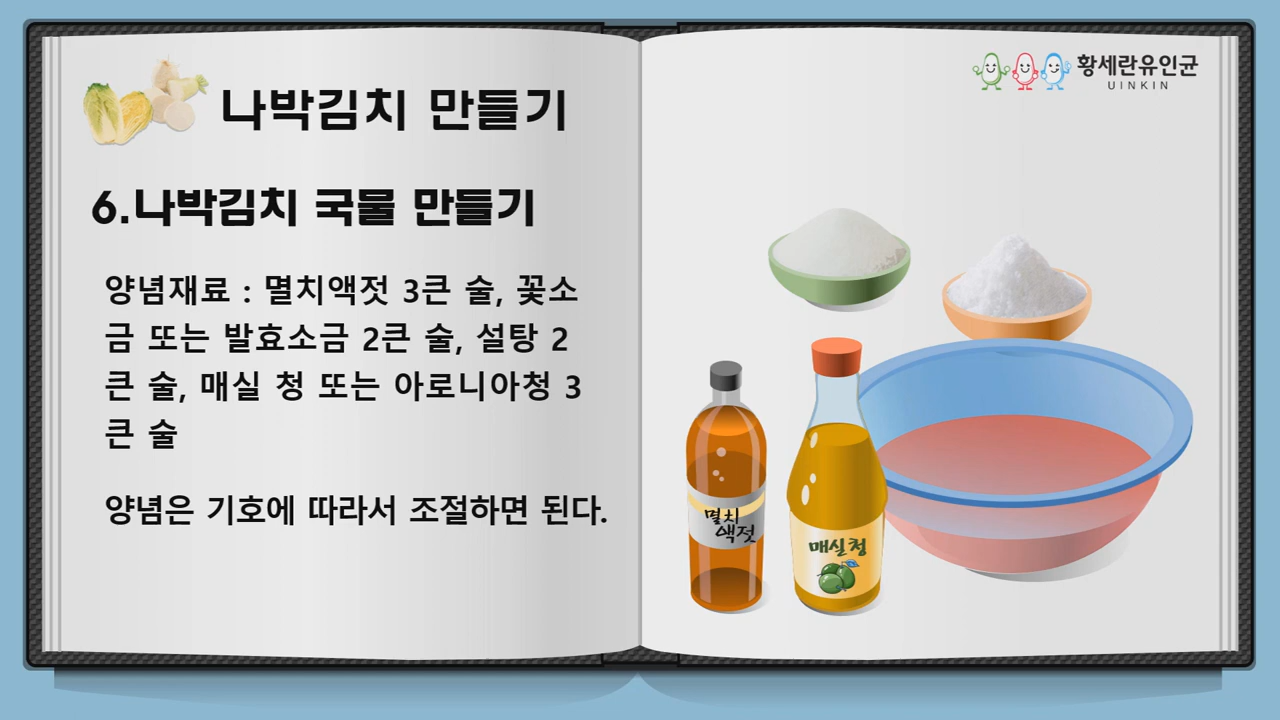 황세란유인균
UINKIN
나박김치 만들기
6.나박김치 국물 만들기
양념재료 : 멸치액젓 3큰 술, 꽃소
금 또는 발효소금 2큰 술, 설탕 2
큰 술, 매실 청 또는 아로니아청 3
큰 술
양념은 기호에 따라서 조절하면 된다.
멸치
액젓
매실청